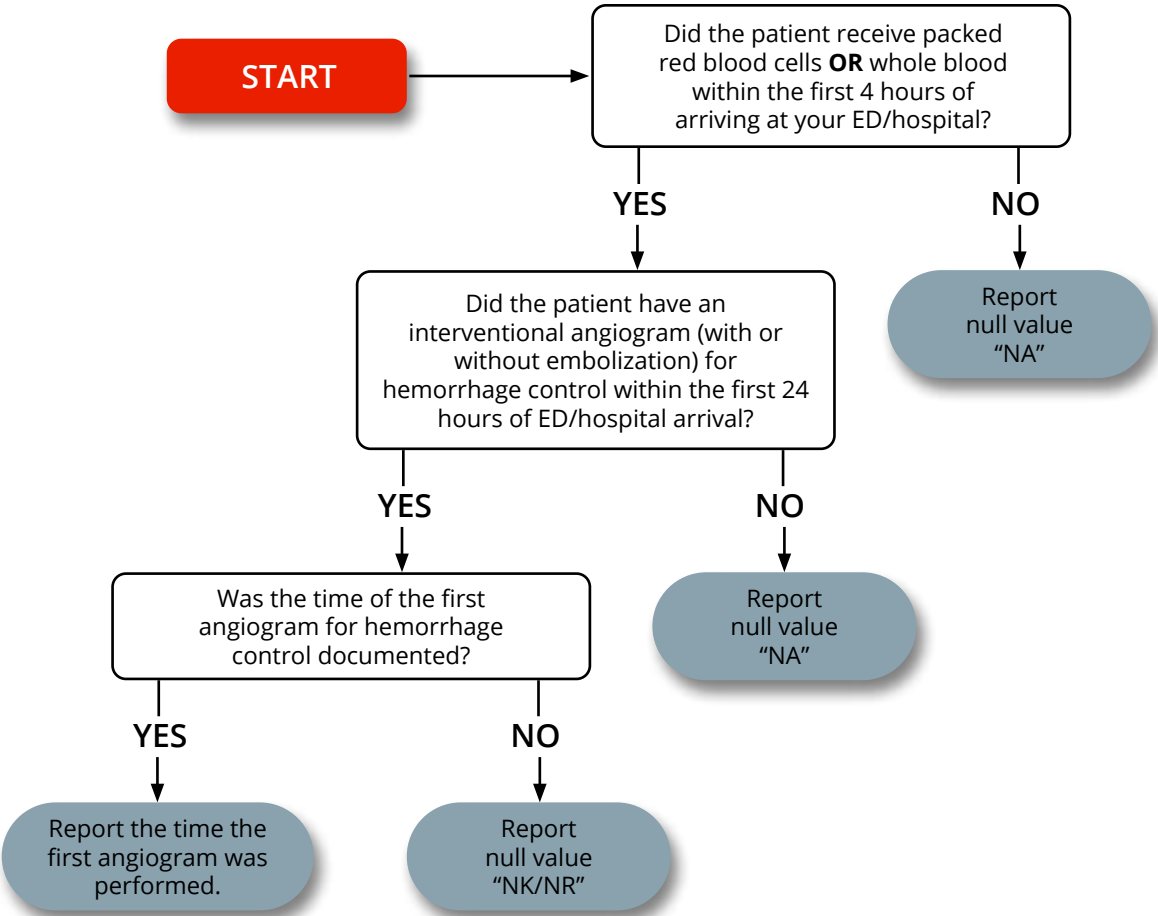 START
Did the patient receive packed
red blood cells OR whole blood
within the first 4 hours of
arriving at your ED/hospital?
YES
NO
Did the patient have an
interventional angiogram (with or
without embolization) for
hemorrhage control within the first 24
hours of ED/hospital arrival?
Report
null value
“NA”
YES
NO
Was the time of the first
angiogram for hemorrhage
control documented?
Report
null value
“NA”
YES
NO
Report the time the
first angiogram was
performed.
Report
null value
“NK/NR”